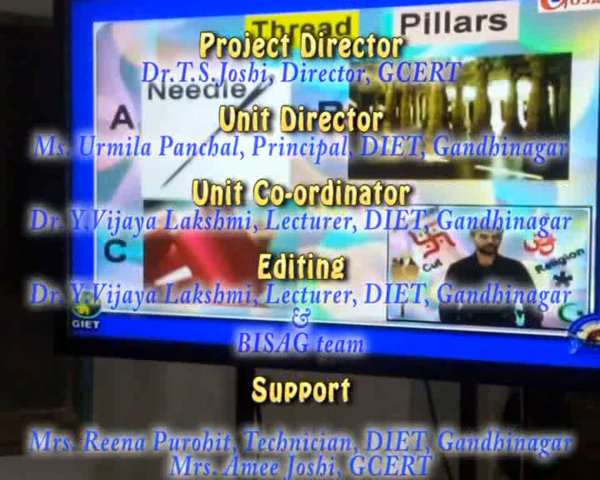 Thread
Pillars
Project Director
Dr.T.S.Joshi, Director, GCERT
Needle
A
Unit Director
Ms. Urmila Panchal, Principal, DIET, Gandhinagar
Unit Co-ordinator
Dr. Y.Vijaya Lakshmi, Lecturer, DIET, Gandhinagar
C
Cut
Religion
Editing
Dr. Y.Vijaya Lakshmi, Lecturer, DIET, Gandhinagar
&
GIET
BISAG team
Support
Mrs. Reena Purohit, Technician, DIET, Gandhinagar
Mrs. Amee Joshi, GCERT